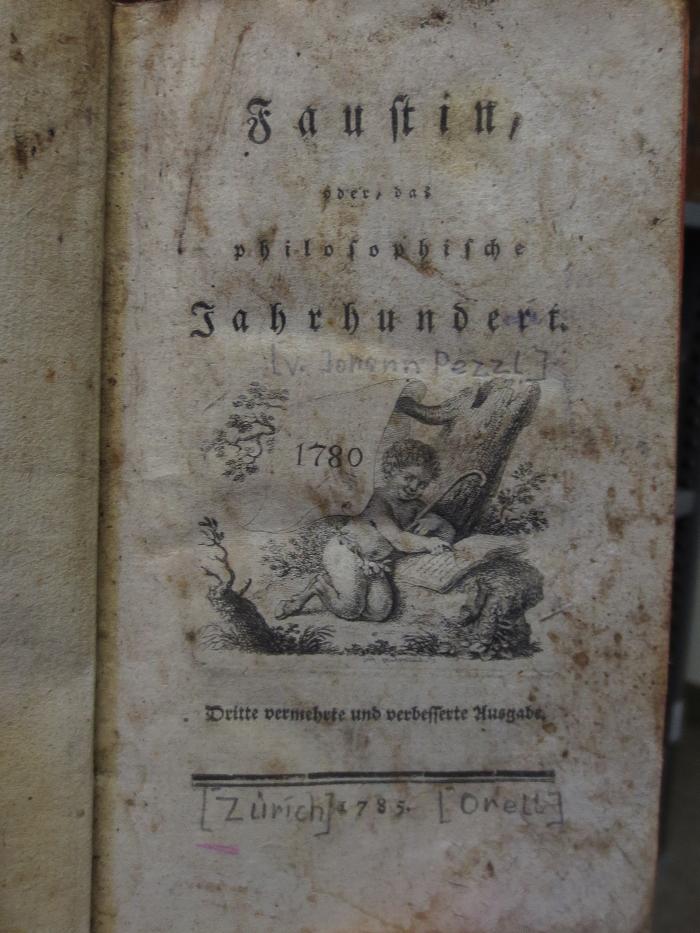 Faustin,
oder, das
philosophische
Jahrhundert.
[v. Johann Pezzl]
1780
Dritte vermehrte und verbesserte Ausgabe.
[Zürich] 1785. [Orell]